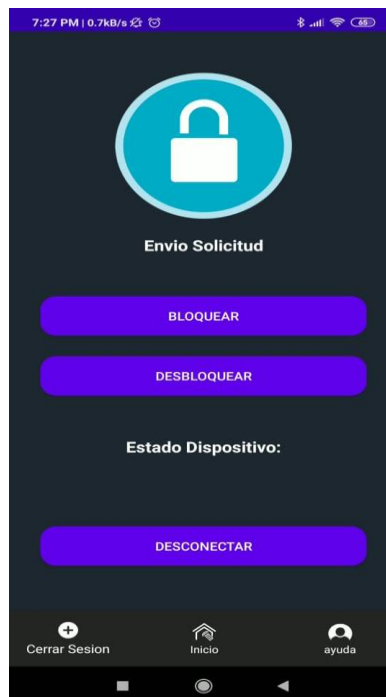 7:27 PM | 0.7kB/s
65
Envio Solicitud
BLOQUEAR
DESBLOQUEAR
Estado Dispositivo:
DESCONECTAR
Cerrar Sesion
Inicio
ayuda